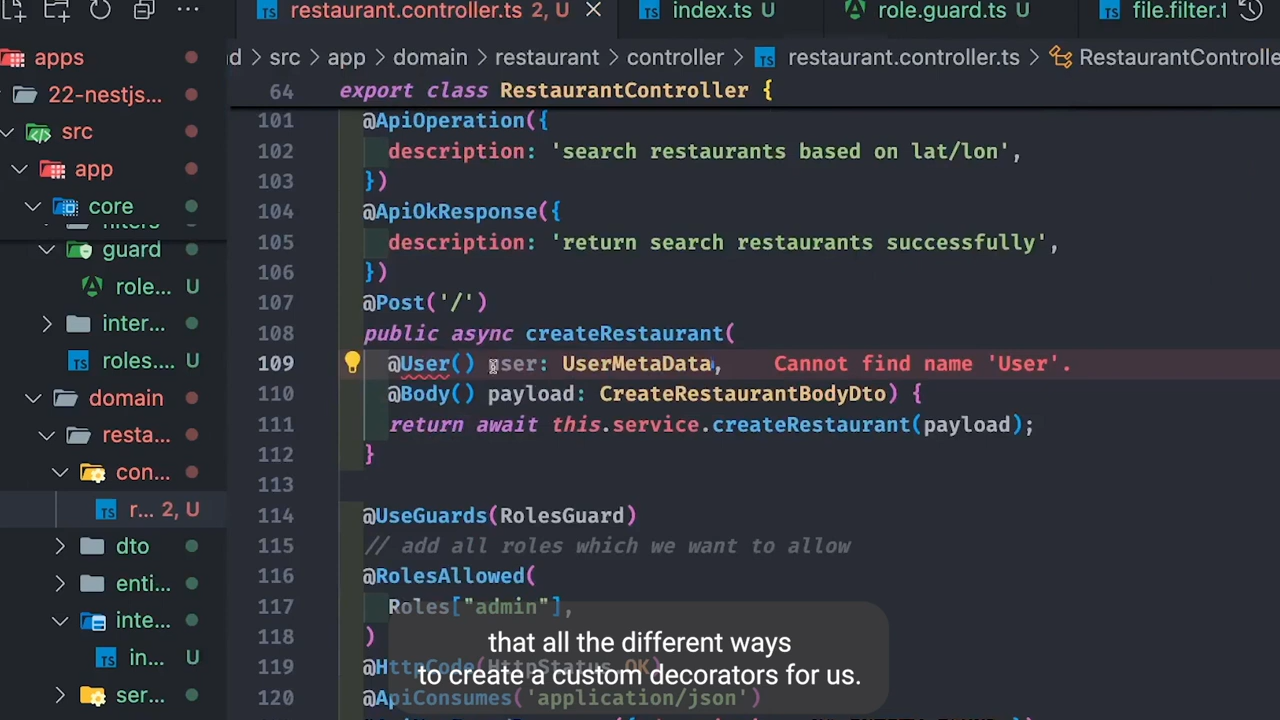 restaurant.controller.ts 2, U
index.ts U
role.guard.ts U
file.filter.t
apps
22-nestjs...
src
app
core
filters
guard
role... U
inter...
roles.... U
domain
resta...
con...
r... 2, U
dto
enti...
inte...
in... U
ser...
d > src > app > domain > restaurant > controller > restaurant.controller.ts > RestaurantControlle
64 export class RestaurantController {
101 @ApiOperation({
102 description: 'search restaurants based on lat/lon',
103 })
104 @ApiOkResponse({
105 description: 'return search restaurants successfully',
106 })
107 @Post('/')
108 public async createRestaurant(
109 @User() user: UserMetaData, Cannot find name 'User'.
110 @Body() payload: CreateRestaurantBodyDto) {
111 return await this.service.createRestaurant(payload);
112 }
113
114 @UseGuards(RolesGuard)
115 // add all roles which we want to allow
116 @RolesAllowed(
117 Roles["admin"],
118 )
119 @HttpCode(HttpStatus.OK)
120 @ApiConsumes('application/json')
that all the different ways
to create a custom decorators for us.